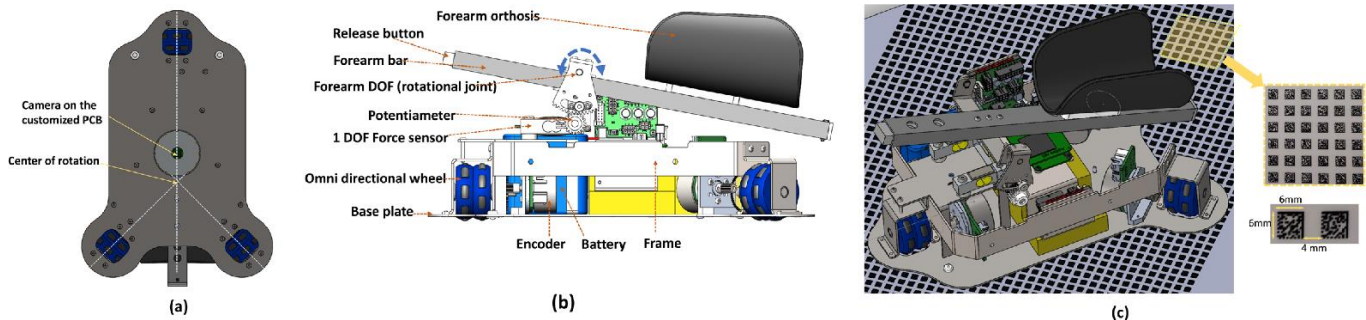 Camera on the
customized PCB
Center of rotation
(a)
Forearm orthosis
Release button
Forearm bar
Forearm DOF (rotational joint)
Potentiameter
1 DOF Force sensor
Omni directional wheel
Base plate
Encoder
Battery
Frame
(b)
6mm
6mm
4 mm
(c)